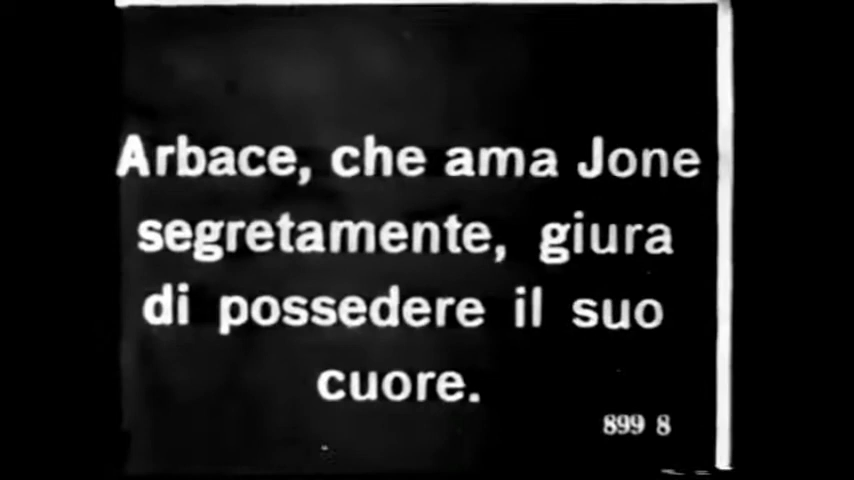 Arbace, che ama Jone
segretamente, giura
di possedere il suo
cuore.
899 8